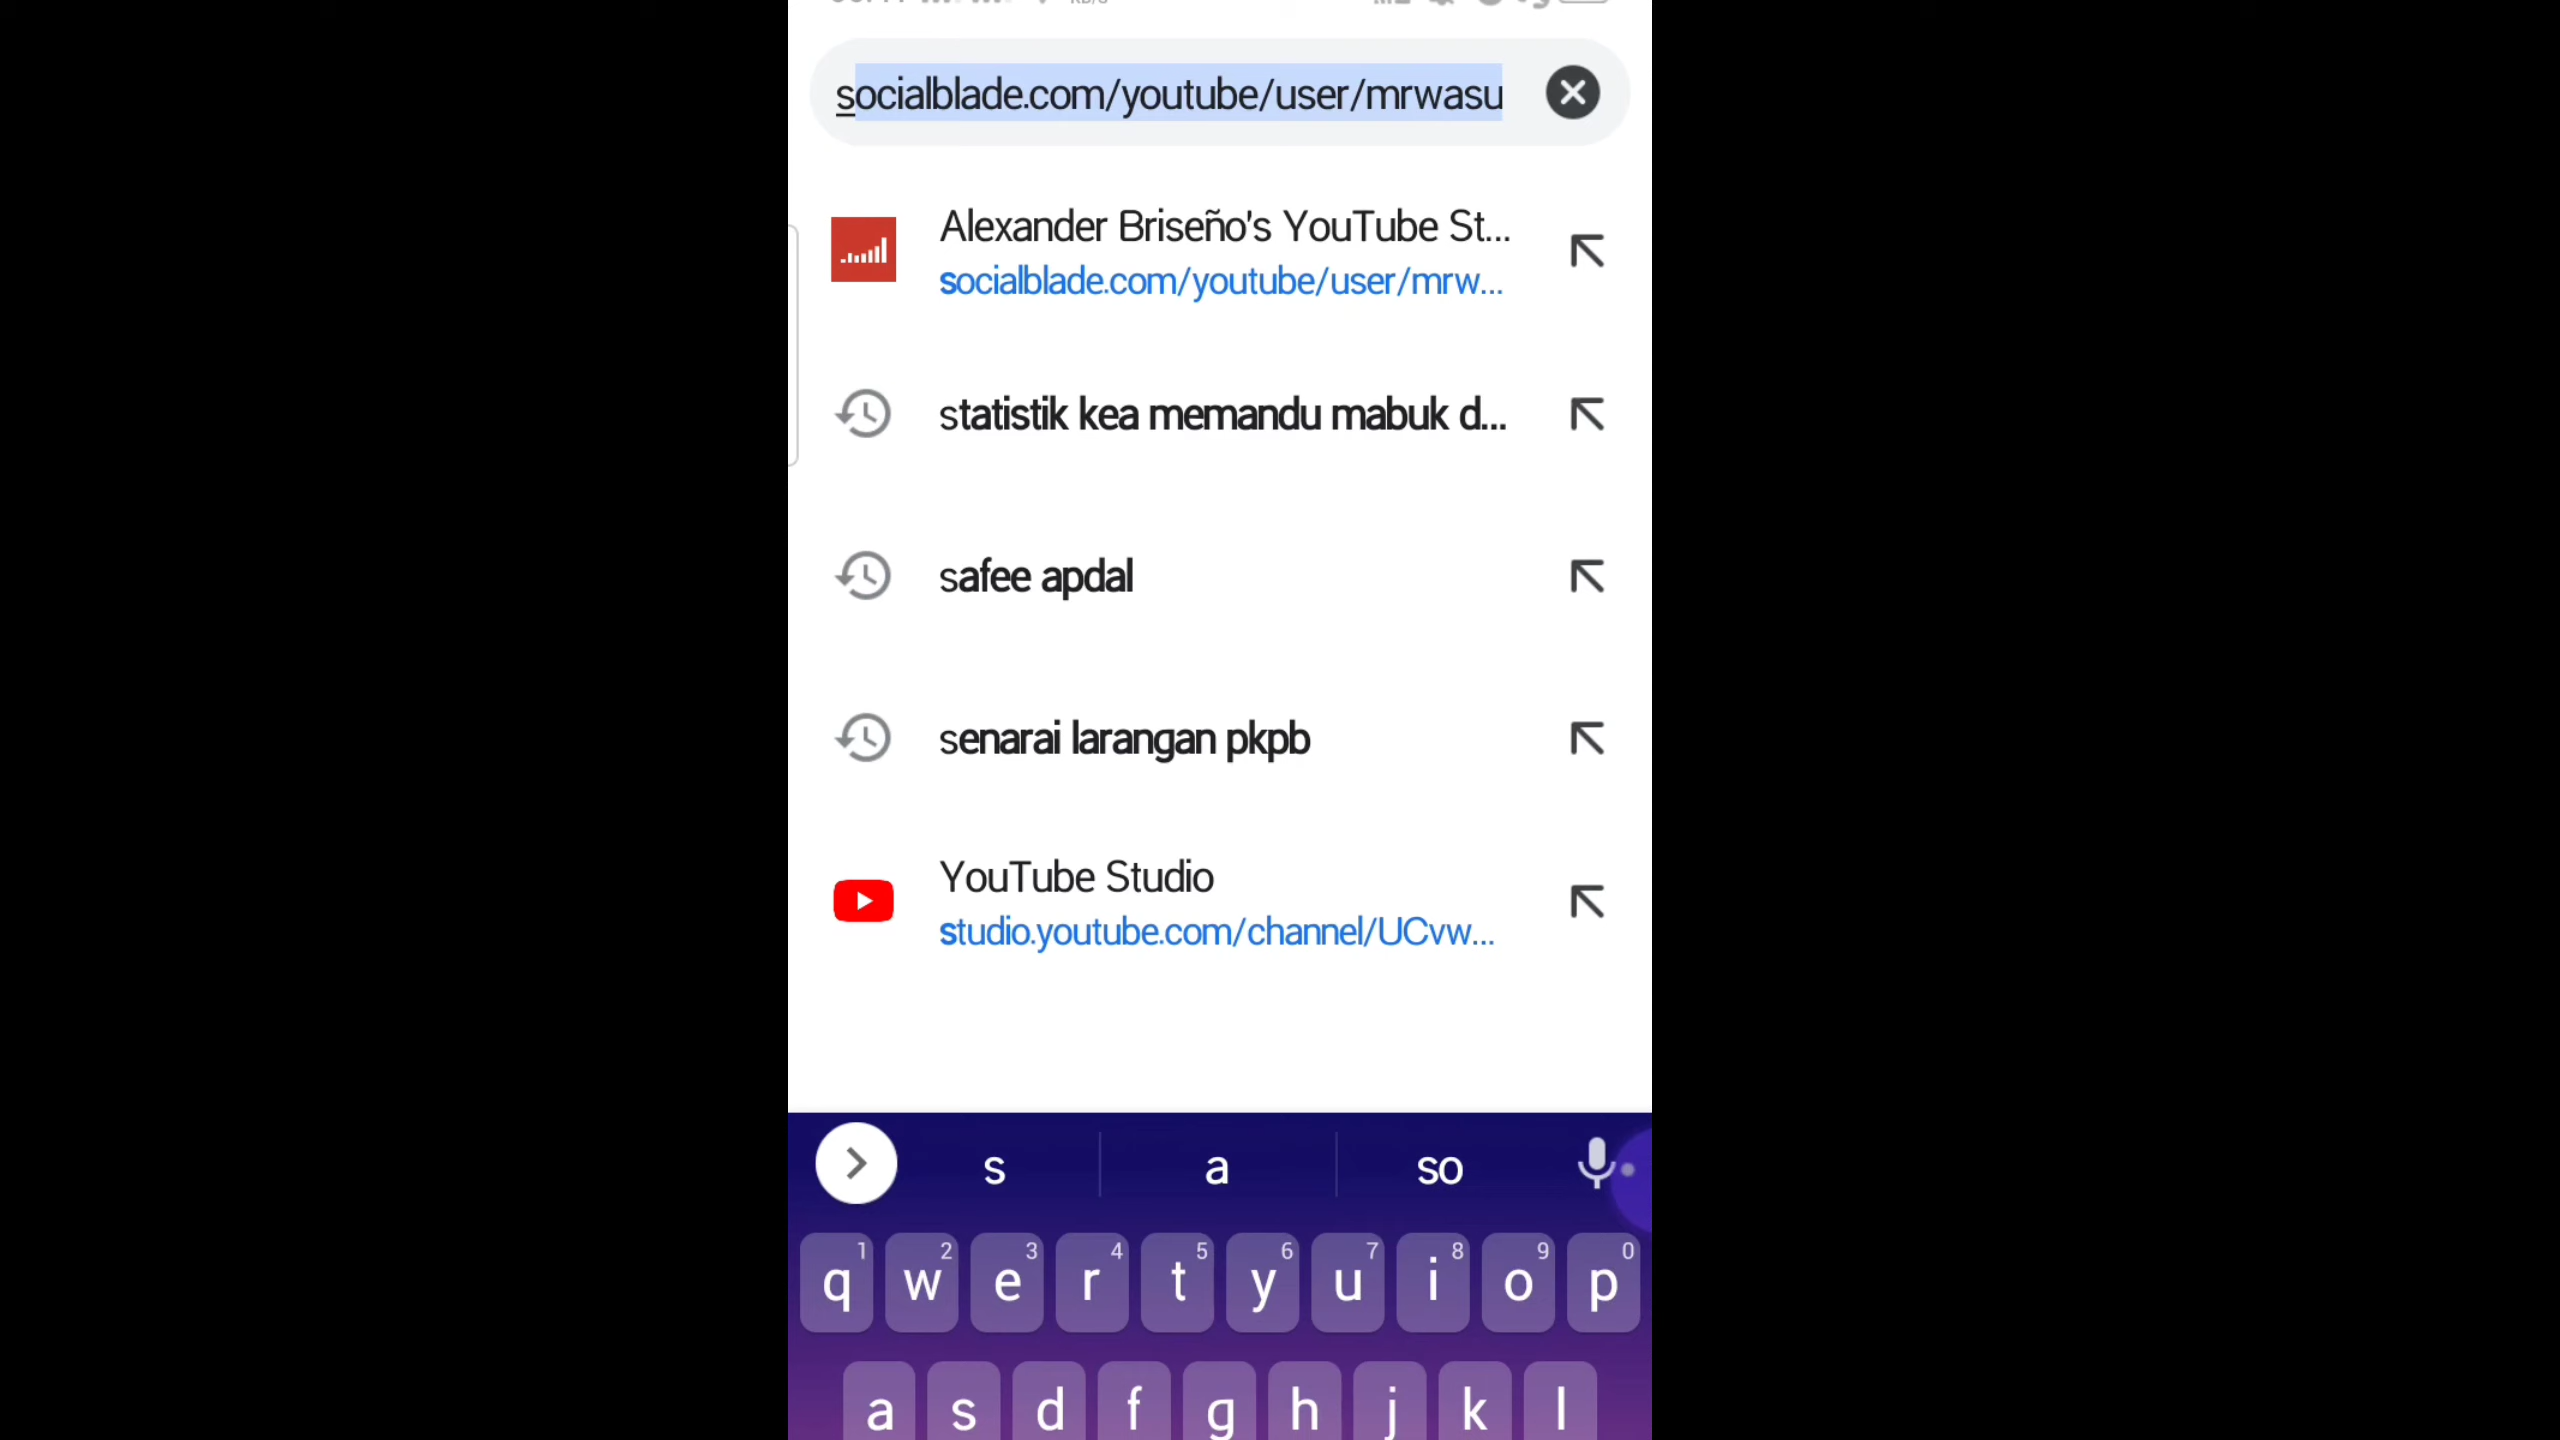 KB/S
socialblade.com/youtube/user/mrwasu
Alexander Briseño's YouTube St...
socialblade.com/youtube/user/mrw...
statistik kea memandu mabuk d...
safee apdal
senarai larangan pkpb
YouTube Studio
studio.youtube.com/channel/UCvw...
s a so
1 2 3 4 5 6 7 8 9 0
q w e r t y u i o p
a s d f g h j k l